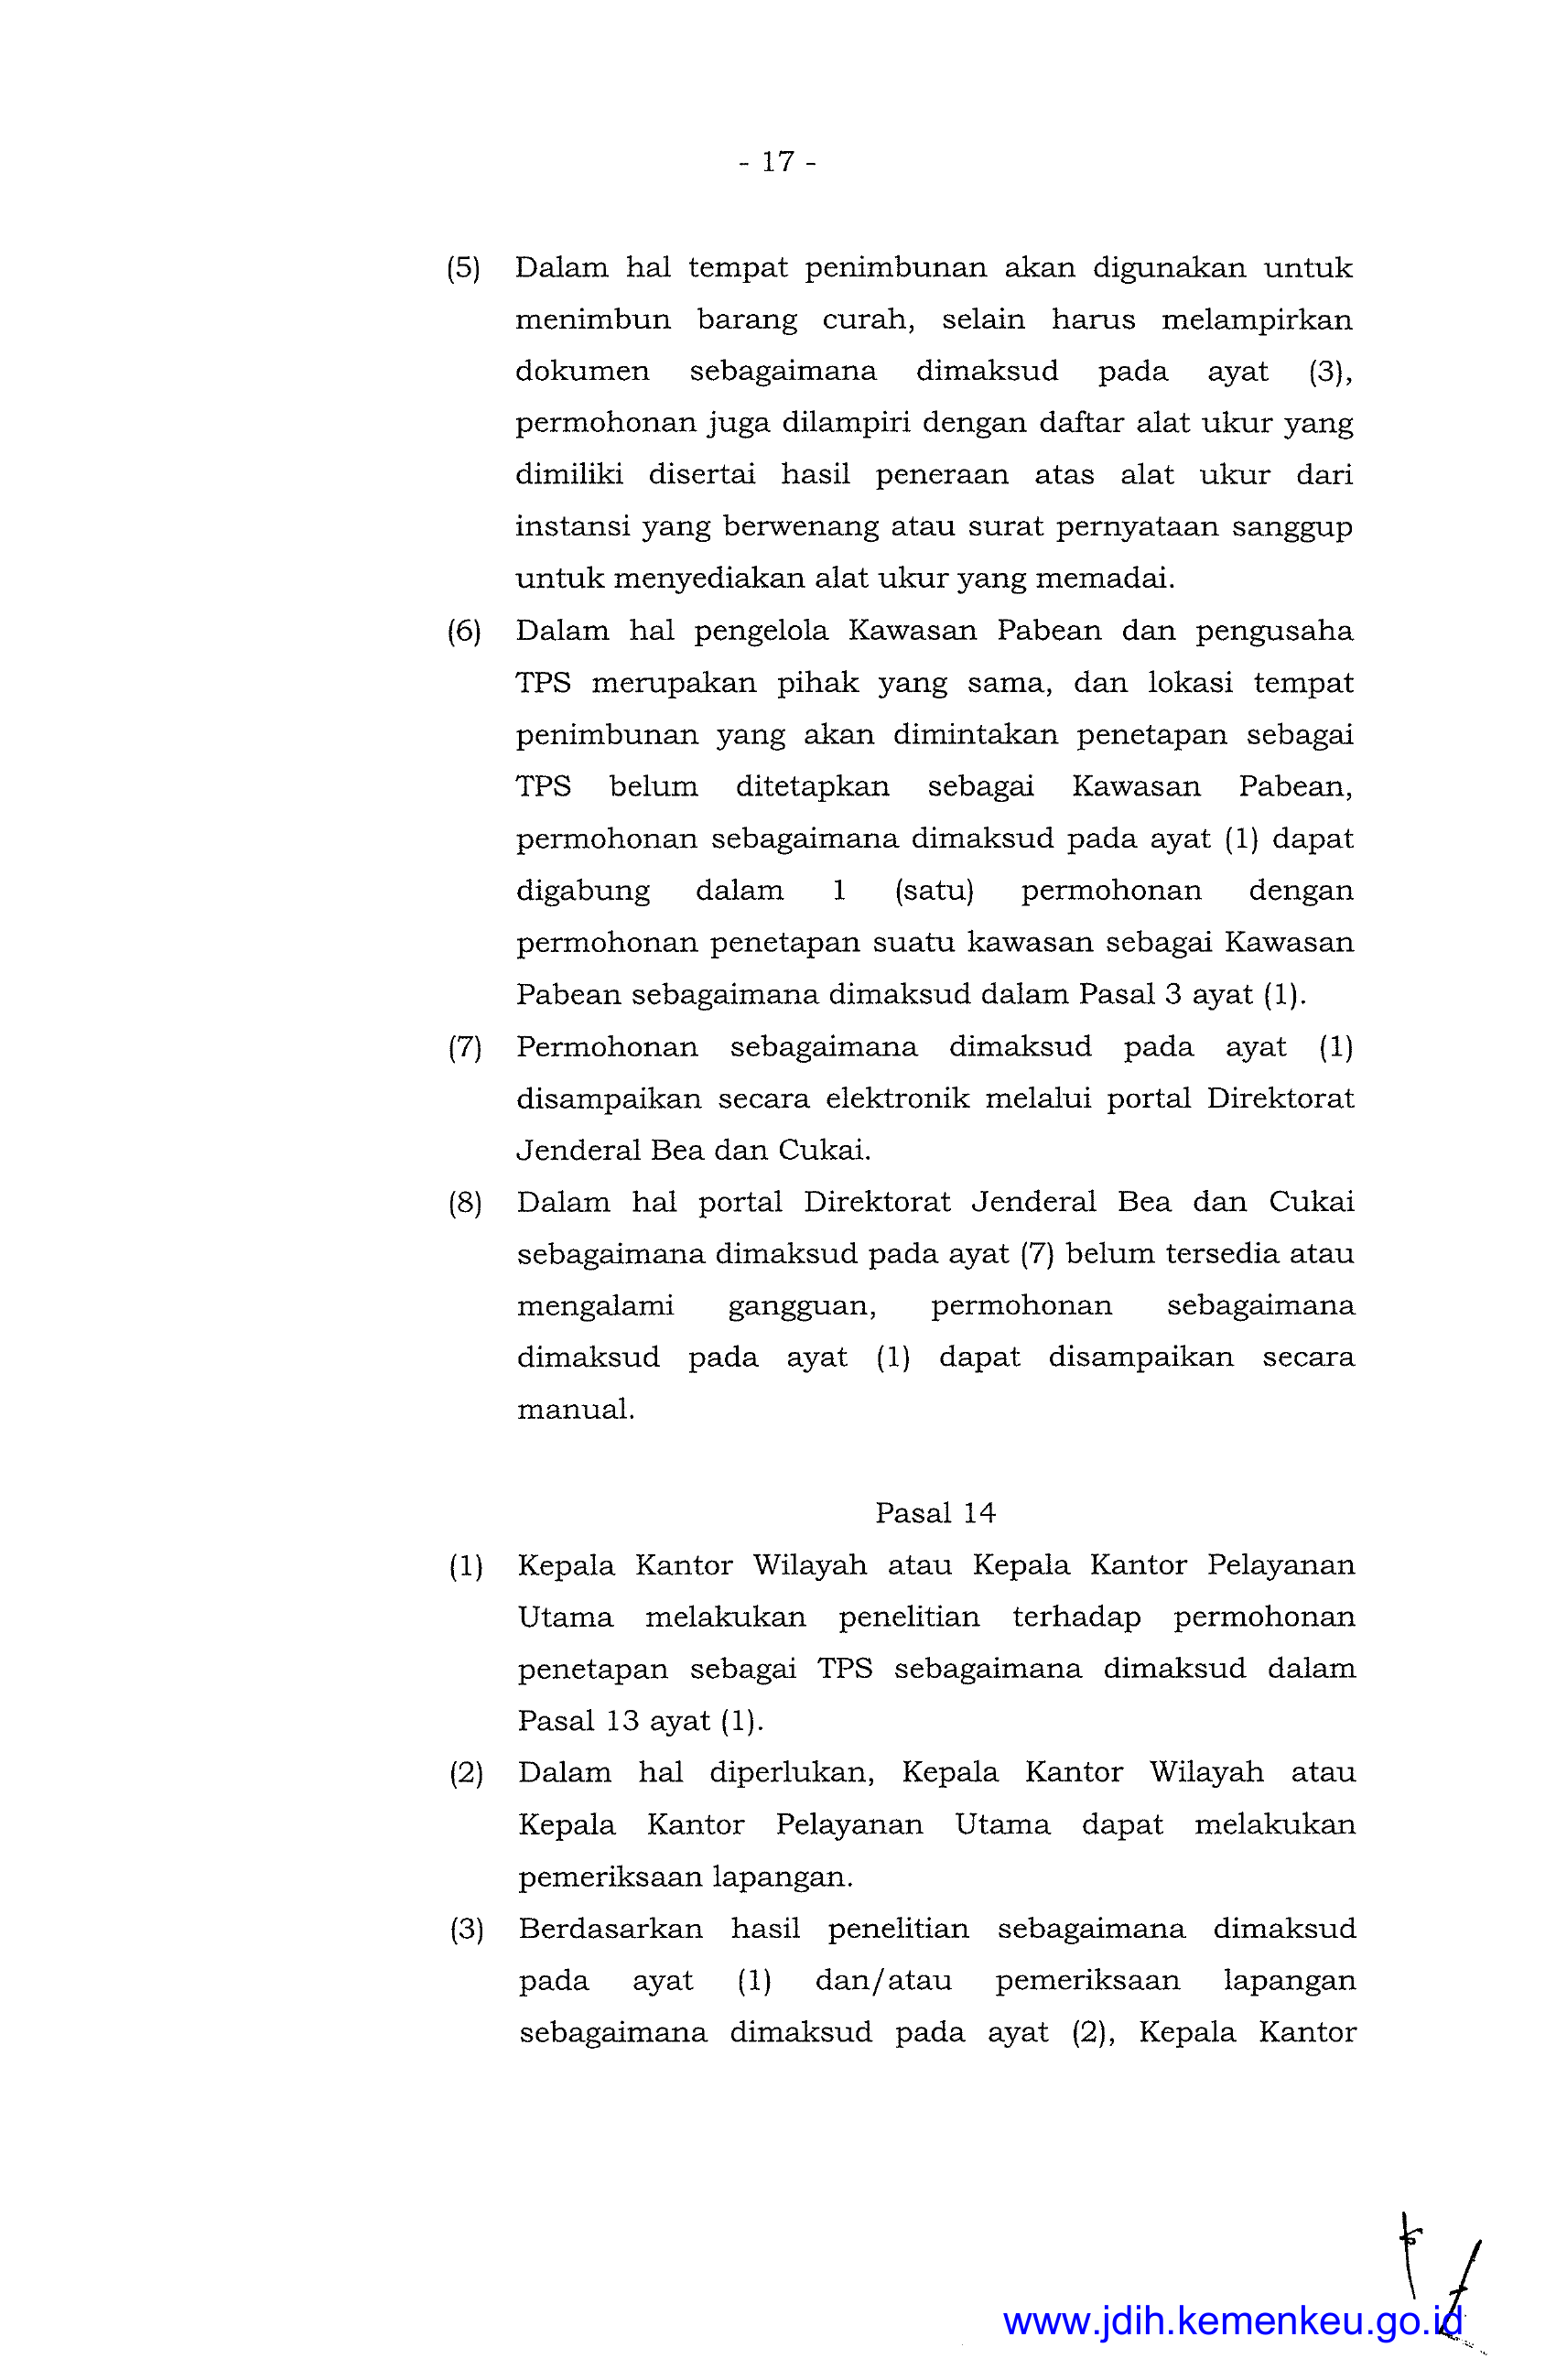 - 17 -
(5) Dalam hal tempat penimbunan akan digunakan untuk
menimbun barang curah, selain harus melampirkan
dokumen sebagaimana dimaksud pada ayat (3),
permohonan juga dilampiri dengan daftar alat ukur yang
dimiliki disertai hasil peneraan atas alat ukur dari
instansi yang berwenang atau surat pernyataan sanggup
untuk menyediakan alat ukur yang memadai.
(6) Dalam hal pengelola Kawasan Pabean dan pengusaha
TPS merupakan pihak yang sama, dan lokasi tempat
penimbunan yang akan dimintakan penetapan sebagai
TPS belum ditetapkan sebagai Kawasan Pabean,
permohonan sebagaimana dimaksud pada ayat (1) dapat
digabung dalam 1 (satu) permohonan dengan
permohonan penetapan suatu kawasan sebagai Kawasan
Pabean sebagaimana dimaksud dalam Pasal 3 ayat (1).
(7) Permohonan sebagaimana dimaksud pada ayat (1)
disampaikan secara elektronik melalui portal Direktorat
Jenderal Bea dan Cukai.
(8) Dalam hal portal Direktorat Jenderal Bea dan Cukai
sebagaimana dimaksud pada ayat (7) belum tersedia atau
mengalami gangguan, permohonan sebagaimana
dimaksud pada ayat (1) dapat disampaikan secara
manual.
Pasal 14
(1) Kepala Kantor Wilayah atau Kepala Kantor Pelayanan
Utama melakukan penelitian terhadap permohonan
penetapan sebagai TPS sebagaimana dimaksud dalam
Pasal 13 ayat (1).
(2) Dalam hal diperlukan, Kepala Kantor Wilayah atau
Kepala Kantor Pelayanan Utama dapat melakukan
pemeriksaan lapangan.
(3) Berdasarkan hasil penelitian sebagaimana dimaksud
pada ayat (1) dan/atau pemeriksaan lapangan
sebagaimana dimaksud pada ayat (2), Kepala Kantor
www.jdih.kemenkeu.go.id